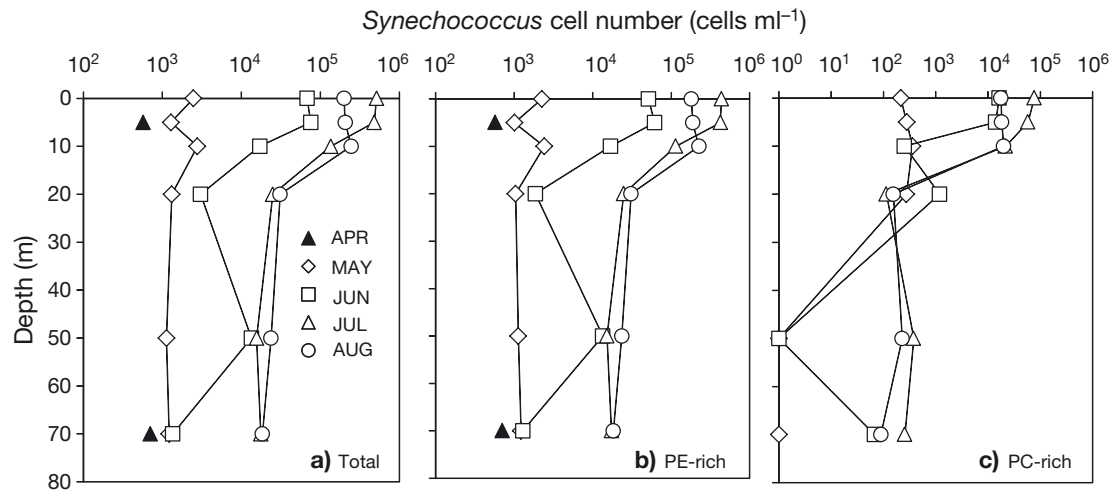 Synechococcus cell number (cells ml⁻¹)
10² 10³ 10⁴ 10⁵ 10⁶ 10² 10³ 10⁴ 10⁵ 10⁶ 10⁰ 10¹ 10² 10³ 10⁴ 10⁵ 10⁶
Depth (m)
0
10
20
30
40
50
60
70
80
APR
MAY
JUN
JUL
AUG
a) Total
b) PE-rich
c) PC-rich